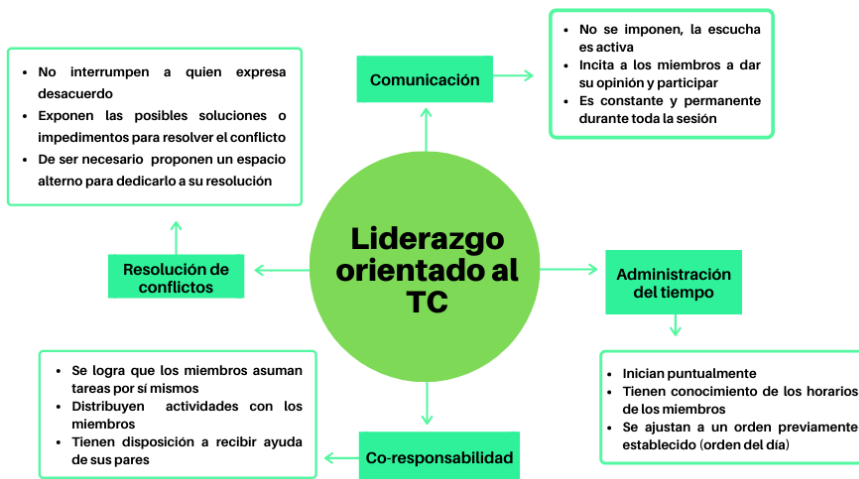 Liderazgo
orientado al
TC
Comunicación
• No se imponen, la escucha
es activa
• Incita a los miembros a dar
su opinión y participar
• Es constante y permanente
durante toda la sesión
Administración
del tiempo
• Inician puntualmente
• Tienen conocimiento de los horarios
de los miembros
• Se ajustan a un orden previamente
establecido (orden del día)
Co-responsabilidad
• Se logra que los miembros asuman
tareas por sí mismos
• Distribuyen actividades con los
miembros
• Tienen disposición a recibir ayuda
de sus pares
Resolución de
conflictos
• No interrumpen a quien expresa
desacuerdo
• Exponen las posibles soluciones o
impedimentos para resolver el conflicto
• De ser necesario proponen un espacio
alterno para dedicarlo a su resolución